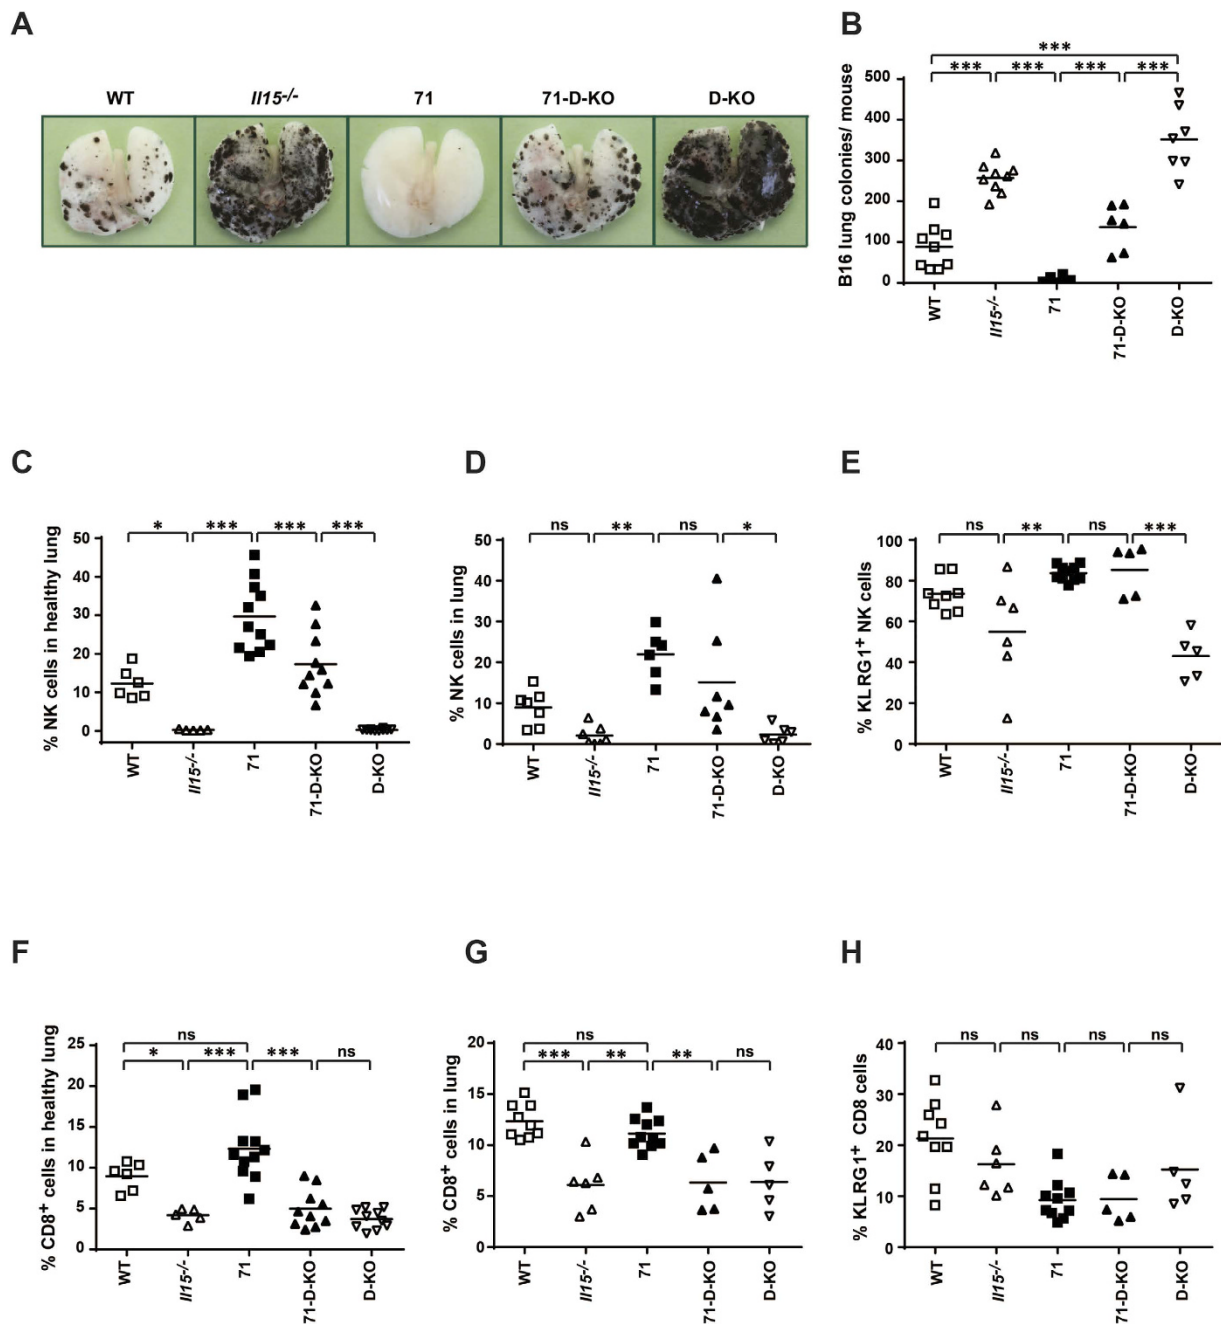 A
WT Il15-/- 71 71-D-KO D-KO
B
B16 lung colonies/ mouse
***
*** *** *** ***
500
400
300
200
100
0
WT Il15-/- 71 71-D-KO D-KO
C
% NK cells in healthy lung
* *** *** ***
50
40
30
20
10
0
WT Il15-/- 71 71-D-KO D-KO
D
% NK cells in lung
ns ** ns *
50
40
30
20
10
0
WT Il15-/- 71 71-D-KO D-KO
E
% KLRG1+ NK cells
ns ** ns ***
100
80
60
40
20
0
WT Il15-/- 71 71-D-KO D-KO
F
% CD8+ cells in healthy lung
ns
* *** *** ns
25
20
15
10
5
0
WT Il15-/- 71 71-D-KO D-KO
G
% CD8+ cells in lung
ns
*** ** ** ns
20
15
10
5
0
WT Il15-/- 71 71-D-KO D-KO
H
% KLRG1+ CD8 cells
ns ns ns ns
40
30
20
10
0
WT Il15-/- 71 71-D-KO D-KO